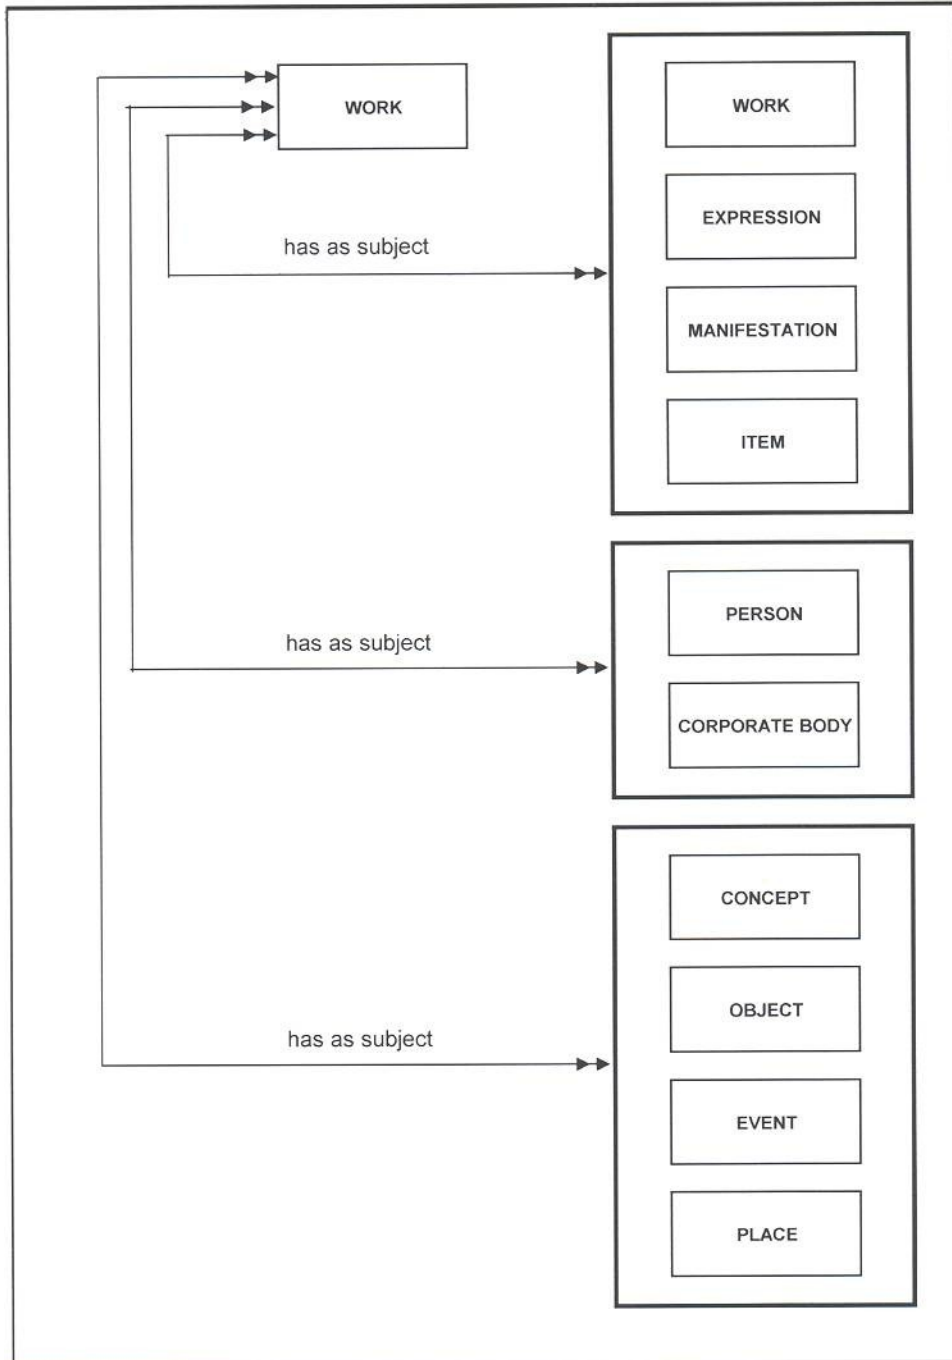 WORK
WORK
EXPRESSION
has as subject
MANIFESTATION
ITEM
PERSON
has as subject
CORPORATE BODY
CONCEPT
OBJECT
has as subject
EVENT
PLACE